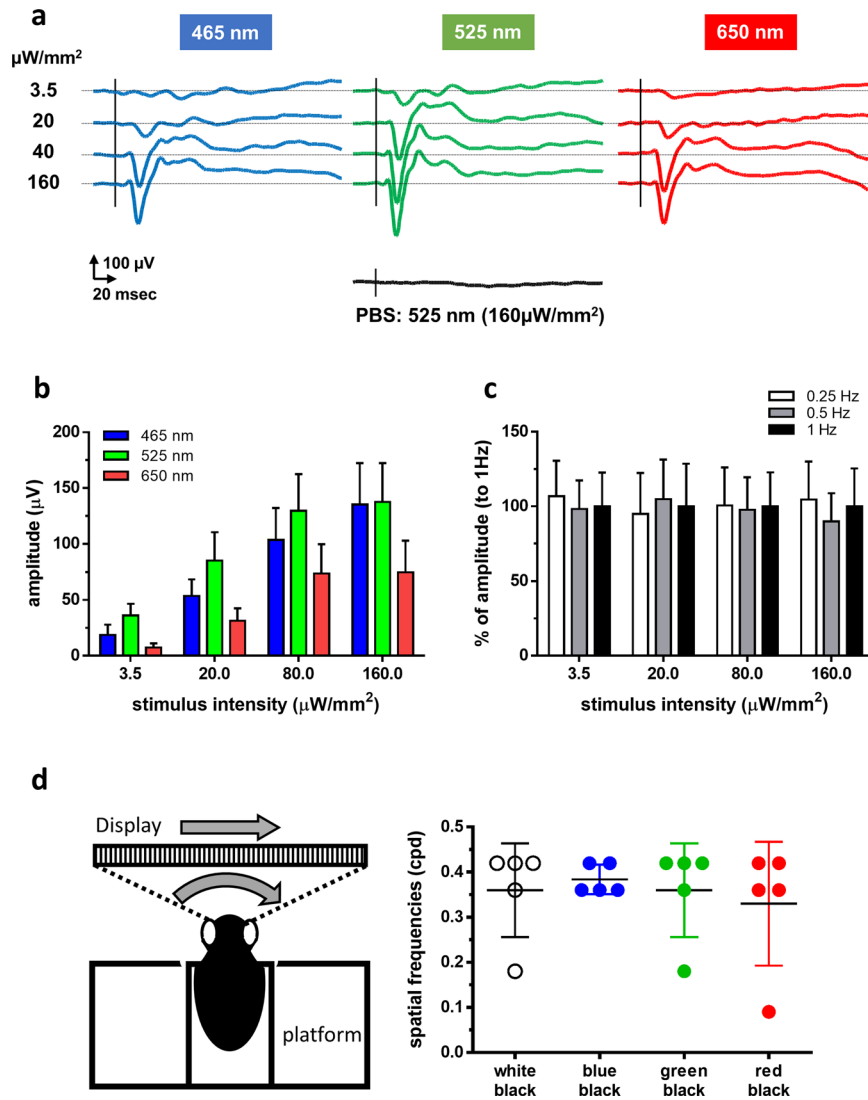 a
465 nm 525 nm 650 nm
µW/mm2
3.5
20
40
160
100 µV
20 msec
PBS: 525 nm (160µW/mm2)
b
200
150
100
50
0
amplitude (µV)
465 nm
525 nm
650 nm
3.5 20.0 80.0 160.0
stimulus intensity (µW/mm2)
c
0.25 Hz
0.5 Hz
1 Hz
150
100
50
0
% of amplitude (to 1Hz)
3.5 20.0 80.0 160.0
stimulus intensity (µW/mm2)
d
Display
platform
0.5
0.4
0.3
0.2
0.1
0.0
spatial frequencies (cpd)
white blue green red
black black black black